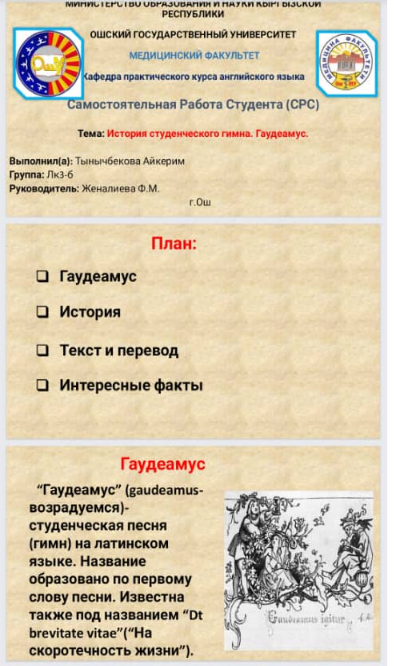 МИНИСТЕРСТВО ОБРАЗОВАНИЯ И НАУКИ КЫРГЫЗСКОЙ
РЕСПУБЛИКИ
ОШСКИЙ ГОСУДАРСТВЕННЫЙ УНИВЕРСИТЕТ
МЕДИЦИНСКИЙ ФАКУЛЬТЕТ
Кафедра практического курса английского языка
Самостоятельная Работа Студента (СРС)
Тема: История студенческого гимна. Гаудеамус.
Выполнил(а): Тынычбекова Айкерим
Группа: Лк3-б
Руководитель: Женалиева Ф.М.
г.Ош
План:
Гаудеамус
История
Текст и перевод
Интересные факты
Гаудеамус
“Гаудеамус” (gaudeamus-
возрадуемся)-
студенческая песня
(гимн) на латинском
языке. Название
образовано по первому
слову песни. Известна
также под названием “Dt
brevitate vitae”(“На
скоротечность жизни”).
Gaudeamus igitur